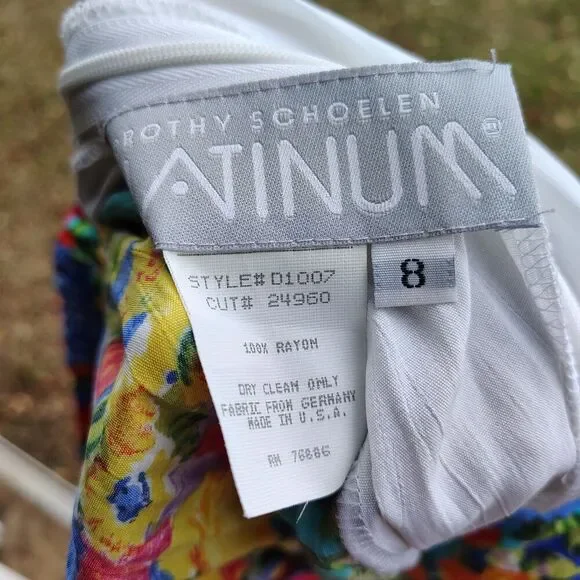 ROTHY SCHOELEN
ATINUM
STYLE# D1007
CUT# 24960
8
100% RAYON
DRY CLEAN ONLY
FABRIC FROM GERMANY
MADE IN U.S.A.
RN 76886